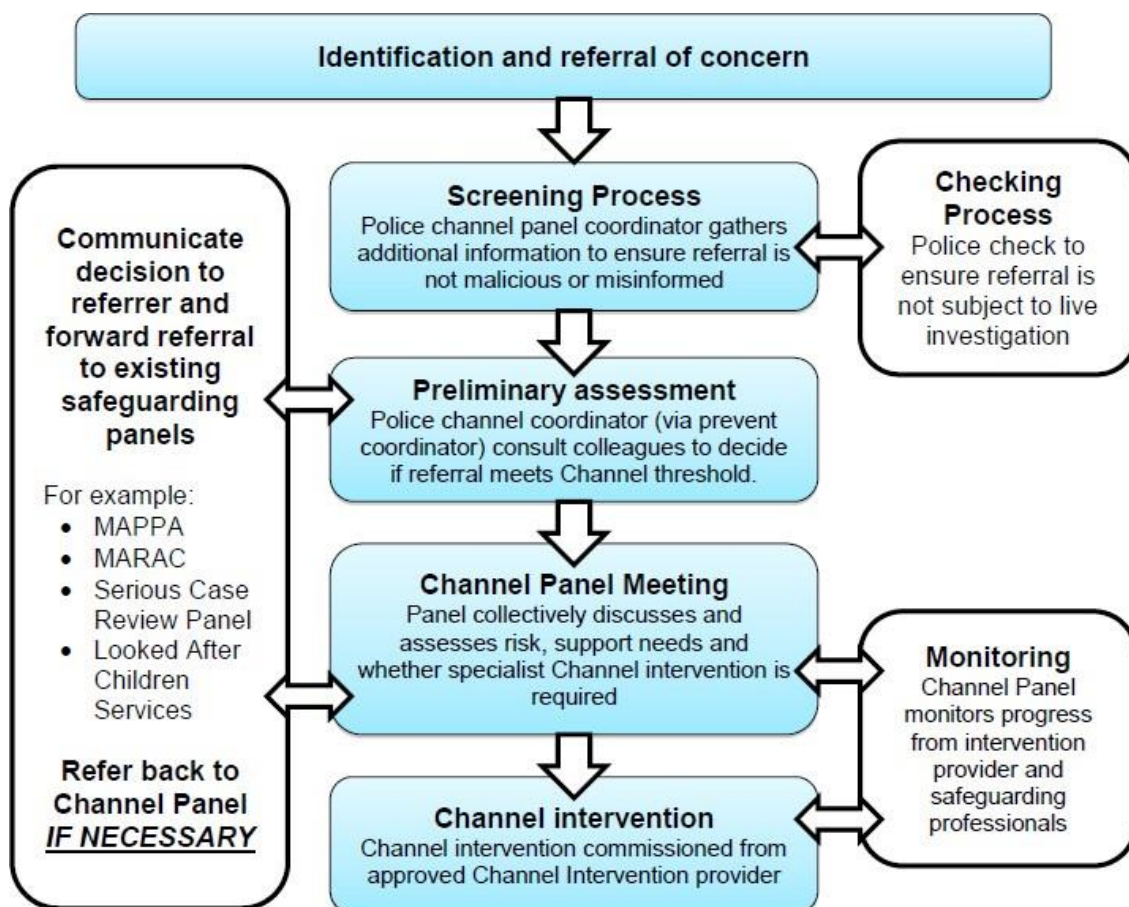 Identification and referral of concern
Screening Process
Police channel panel coordinator gathers
additional information to ensure referral is
not malicious or misinformed
Checking
Process
Police check to
ensure referral is
not subject to live
investigation
Communicate
decision to
referrer and
forward referral
to existing
safeguarding
panels
For example:
• MAPPA
• MARAC
• Serious Case
Review Panel
• Looked After
Children
Services
Refer back to
Channel Panel
IF NECESSARY
Preliminary assessment
Police channel coordinator (via prevent
coordinator) consult colleagues to decide
if referral meets Channel threshold.
Channel Panel Meeting
Panel collectively discusses and
assesses risk, support needs and
whether specialist Channel intervention is
required
Monitoring
Channel Panel
monitors progress
from intervention
provider and
safeguarding
professionals
Channel intervention
Channel intervention commissioned from
approved Channel Intervention provider